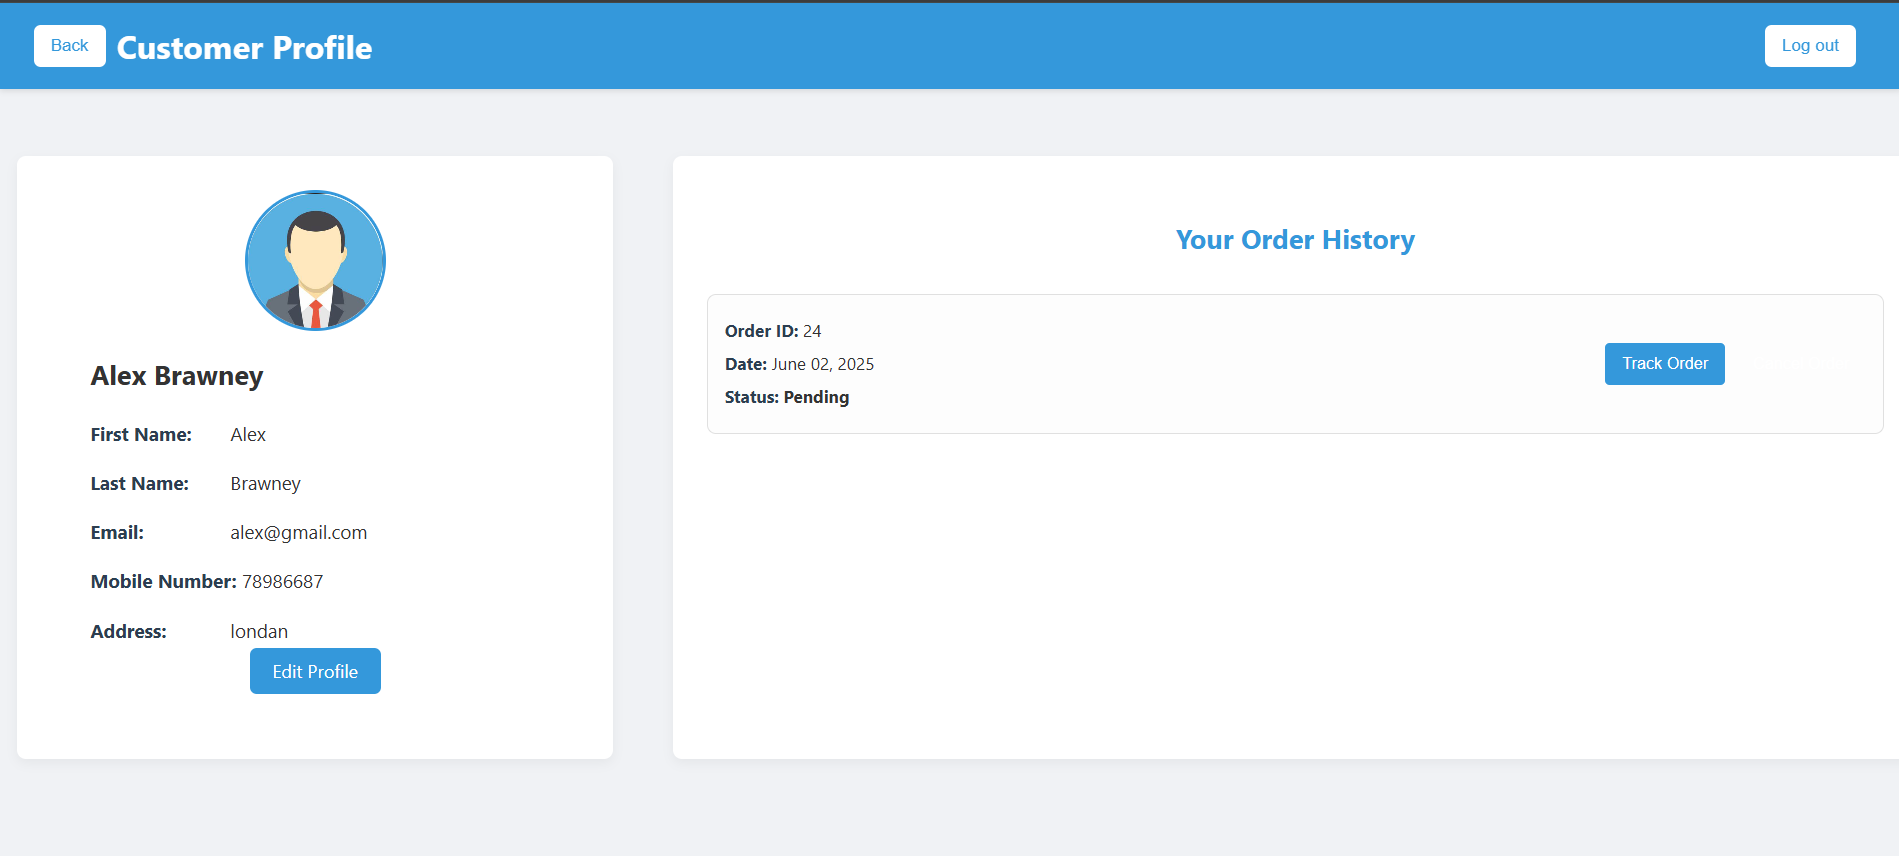 Back
Customer Profile
Log out
Alex Brawney
First Name: Alex
Last Name: Brawney
Email: alex@gmail.com
Mobile Number: 78986687
Address: londan
Edit Profile
Your Order History
Order ID: 24
Date: June 02, 2025
Status: Pending
Track Order